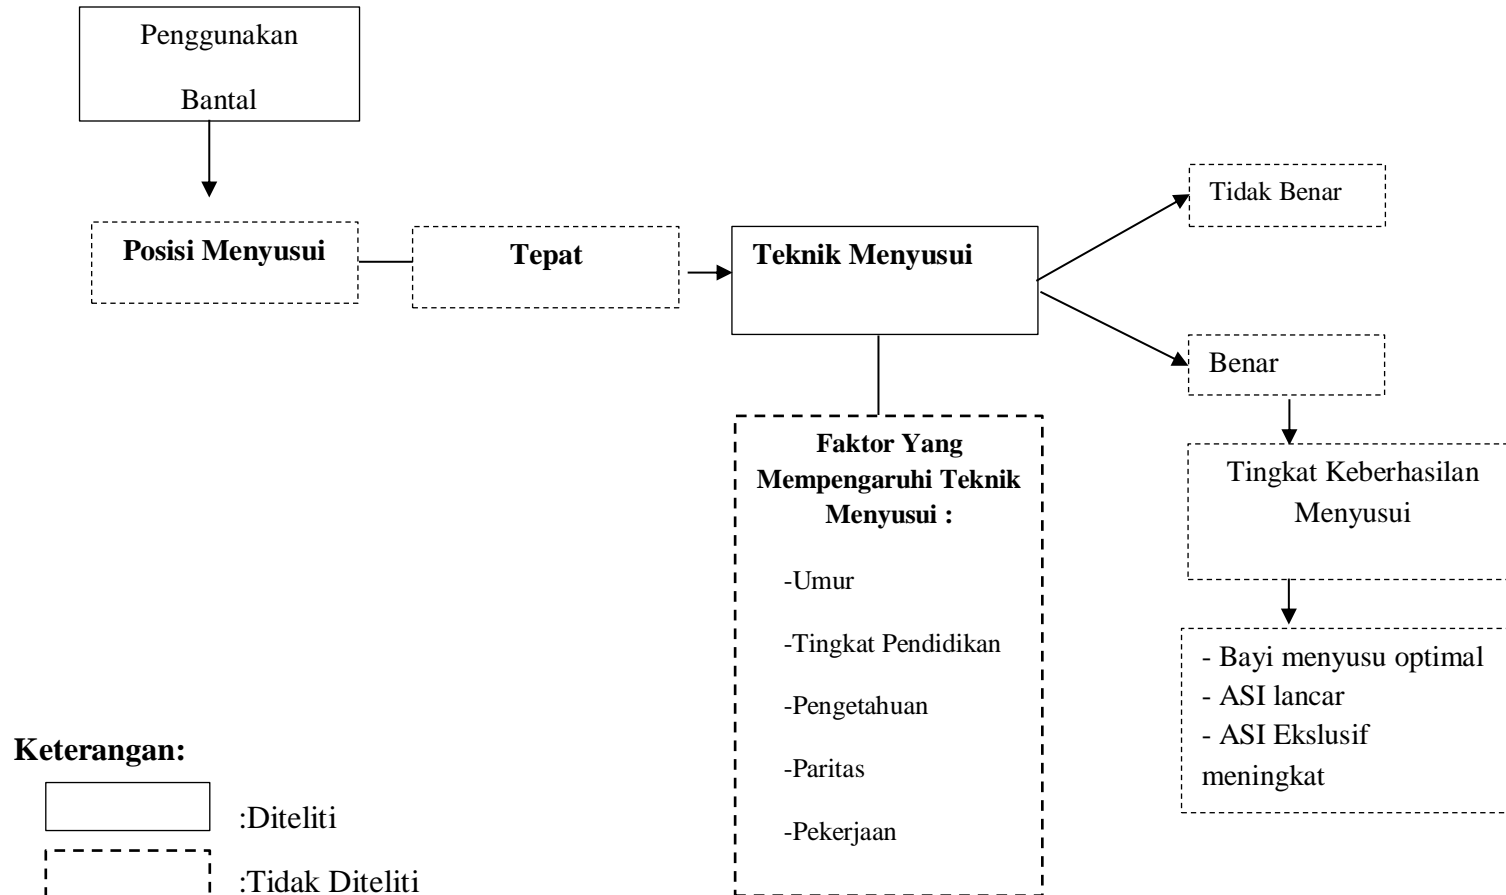 Penggunakan
Bantal
Posisi Menyusui
Tepat
Teknik Menyusui
Tidak Benar
Benar
Faktor Yang
Mempengaruhi Teknik
Menyusui :
-Umur
-Tingkat Pendidikan
-Pengetahuan
-Paritas
-Pekerjaan
Tingkat Keberhasilan
Menyusui
- Bayi menyusu optimal
- ASI lancar
- ASI Ekslusif
meningkat
Keterangan:
:Diteliti
:Tidak Diteliti